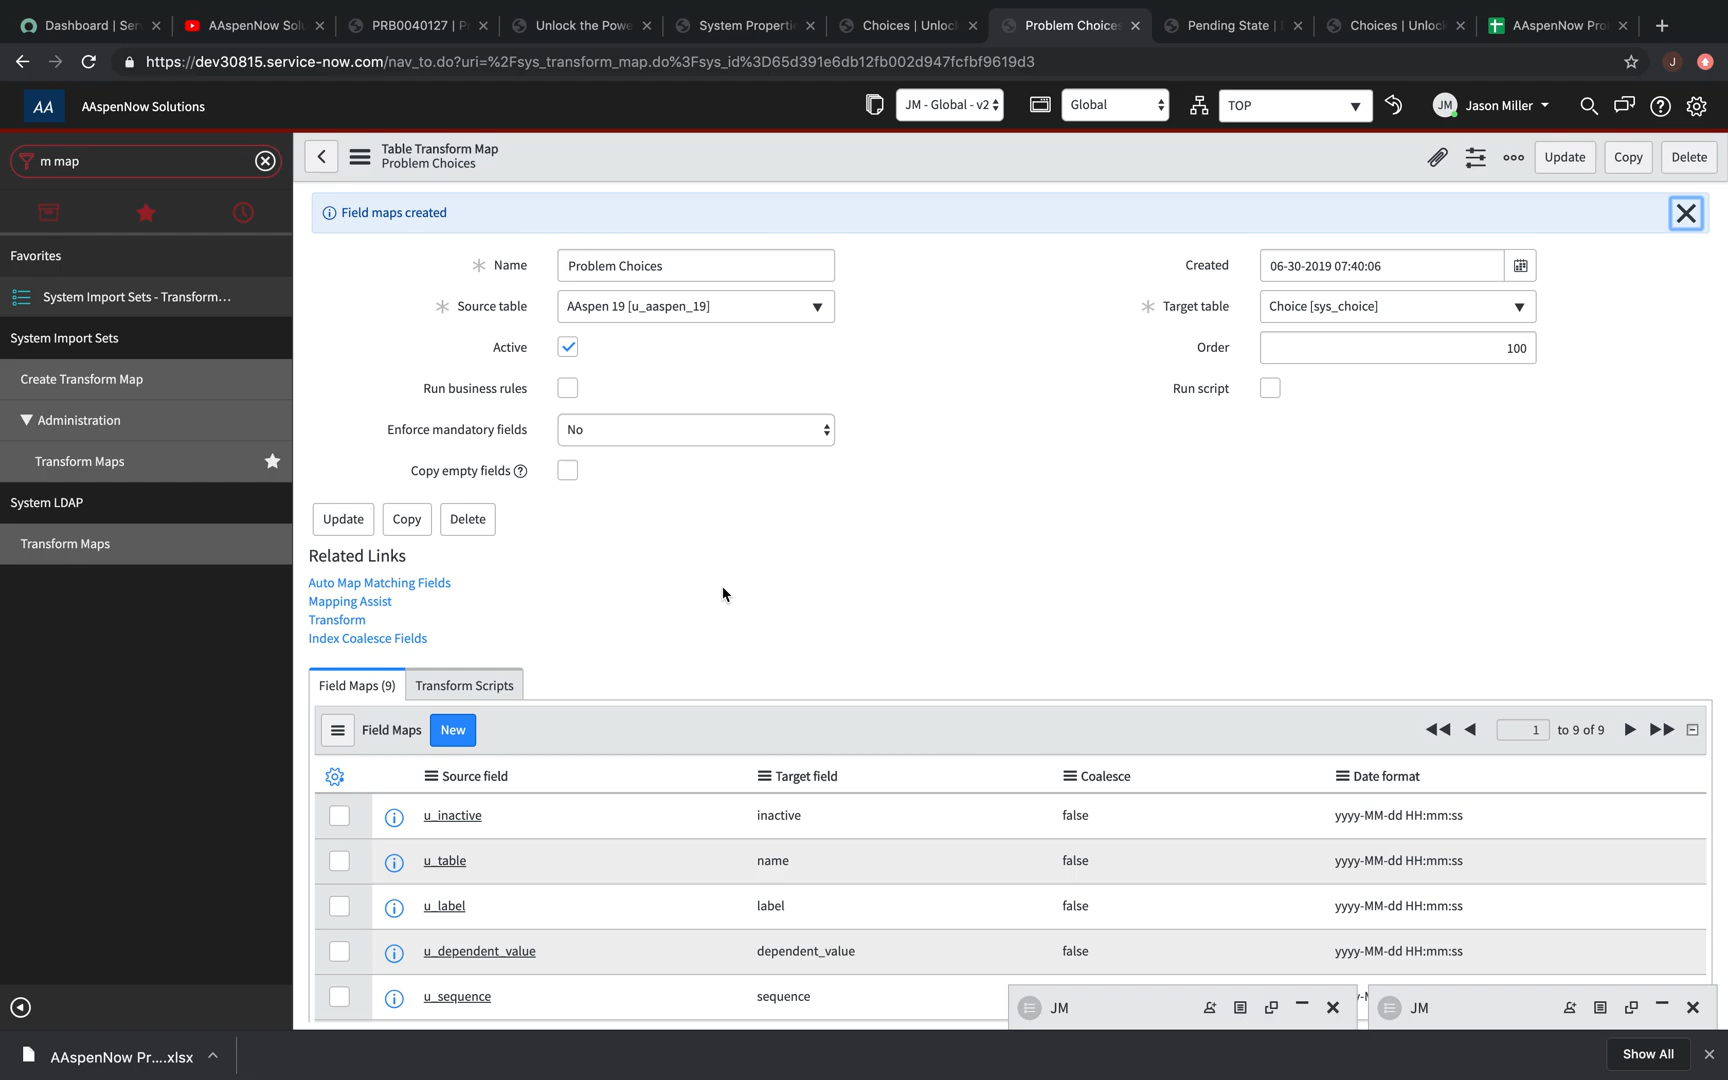 Dashboard | Ser
AAspenNow Sol
PRB0040127 | P
Unlock the Powe
System Properti
Choices | Unloc
Problem Choice
Pending State |
Choices | Unloc
AAspenNow Pro
https://dev30815.service-now.com/nav_to.do?uri=%2Fsys_transform_map.do%3Fsys_id%3D65d391e6db12fb002d947fcfbf9619d3
J
AA
AAspenNow Solutions
JM - Global - v2
Global
TOP
JM
Jason Miller
m map
Table Transform Map
Problem Choices
Update
Copy
Delete
Field maps created
Favorites
System Import Sets - Transform...
System Import Sets
Create Transform Map
Administration
Transform Maps
System LDAP
Transform Maps
Name
Problem Choices
Created
06-30-2019 07:40:06
Source table
AAspen 19 [u_aaspen_19]
Target table
Choice [sys_choice]
Active
Order
100
Run business rules
Run script
Enforce mandatory fields
No
Copy empty fields
Update
Copy
Delete
Related Links
Auto Map Matching Fields
Mapping Assist
Transform
Index Coalesce Fields
Field Maps (9)
Transform Scripts
Field Maps
New
1
to 9 of 9
Source field
Target field
Coalesce
Date format
u_inactive
inactive
false
yyyy-MM-dd HH:mm:ss
u_table
name
false
yyyy-MM-dd HH:mm:ss
u_label
label
false
yyyy-MM-dd HH:mm:ss
u_dependent_value
dependent_value
false
yyyy-MM-dd HH:mm:ss
u_sequence
sequence
JM
JM
AAspenNow Pr....xlsx
Show All